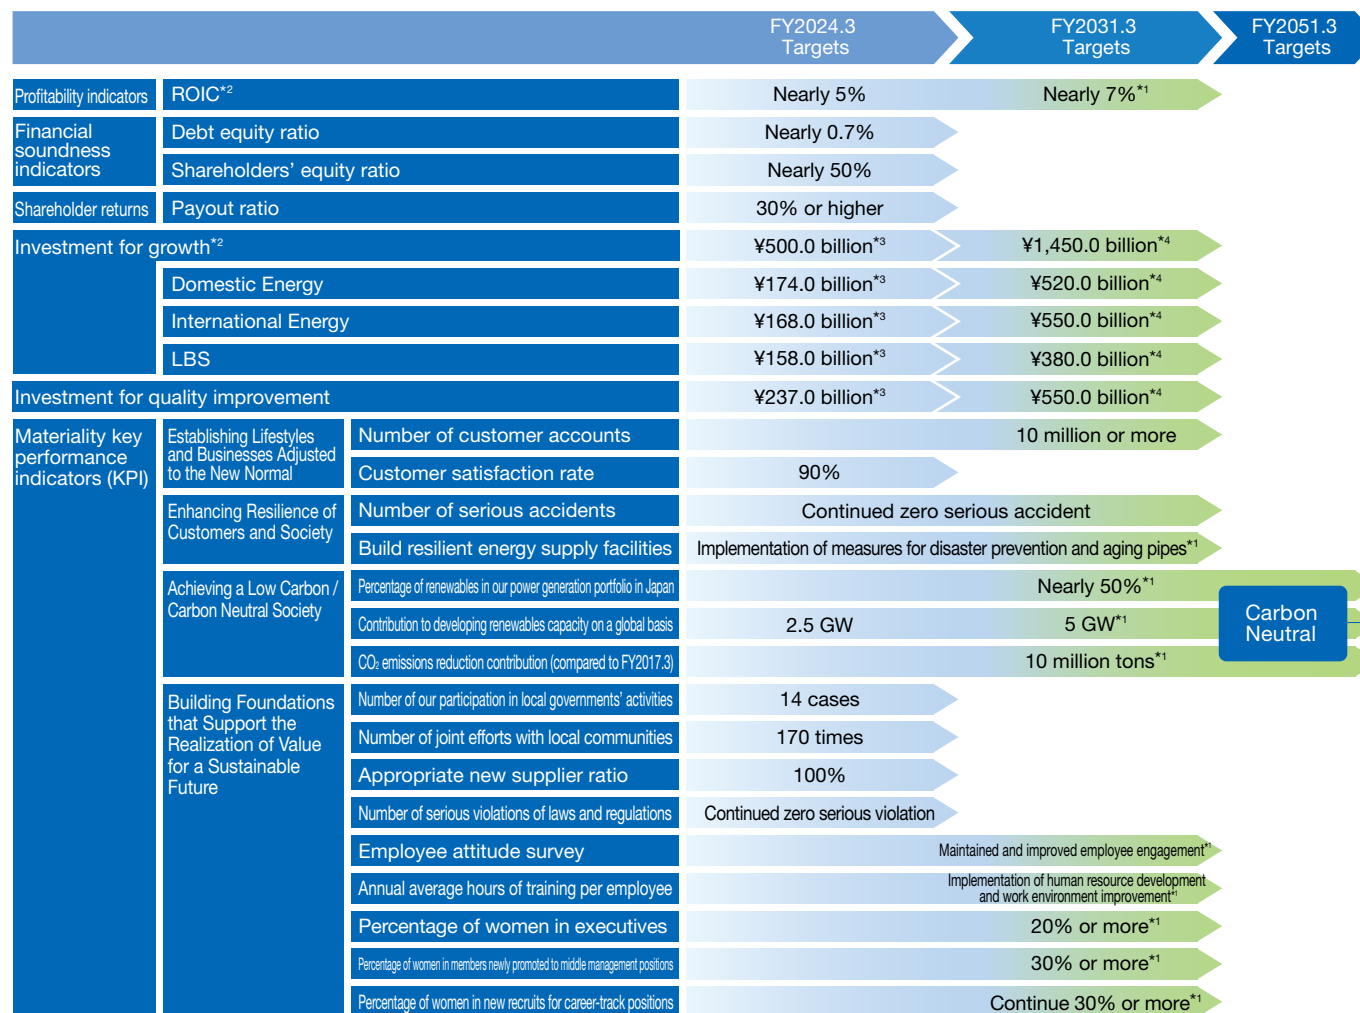 FY2024.3
Targets
FY2031.3
Targets
FY2051.3
Targets
Profitability indicators
ROIC*2
Nearly 5%
Nearly 7%*1
Financial
soundness
indicators
Debt equity ratio
Nearly 0.7%
Shareholders' equity ratio
Nearly 50%
Shareholder returns
Payout ratio
30% or higher
Investment for growth*2
¥500.0 billion*3
¥1,450.0 billion*4
Domestic Energy
¥174.0 billion*3
¥520.0 billion*4
International Energy
¥168.0 billion*3
¥550.0 billion*4
LBS
¥158.0 billion*3
¥380.0 billion*4
Investment for quality improvement
¥237.0 billion*3
¥550.0 billion*4
Materiality key
performance
indicators (KPI)
Establishing Lifestyles
and Businesses Adjusted
to the New Normal
Number of customer accounts
10 million or more
Customer satisfaction rate
90%
Enhancing Resilience of
Customers and Society
Number of serious accidents
Continued zero serious accident
Build resilient energy supply facilities
Implementation of measures for disaster prevention and aging pipes*1
Achieving a Low Carbon /
Carbon Neutral Society
Percentage of renewables in our power generation portfolio in Japan
Nearly 50%*1
Contribution to developing renewables capacity on a global basis
2.5 GW
5 GW*1
Carbon
Neutral
CO2 emissions reduction contribution (compared to FY2017.3)
10 million tons*1
Building Foundations
that Support the
Realization of Value
for a Sustainable
Future
Number of our participation in local governments' activities
14 cases
Number of joint efforts with local communities
170 times
Appropriate new supplier ratio
100%
Number of serious violations of laws and regulations
Continued zero serious violation
Employee attitude survey
Maintained and improved employee engagement*1
Annual average hours of training per employee
Implementation of human resource development
and work environment improvement*1
Percentage of women in executives
20% or more*1
Percentage of women in members newly promoted to middle management positions
30% or more*1
Percentage of women in new recruits for career-track positions
Continue 30% or more*1